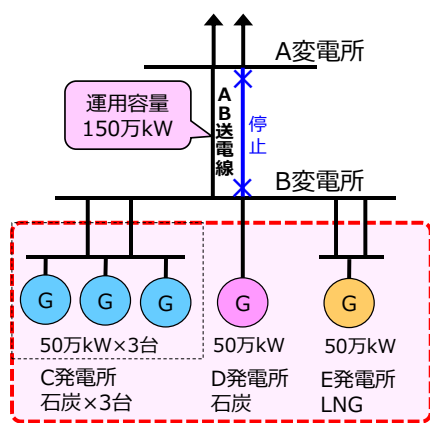 A変電所
運用容量
150万kW
AB送電線
停止
B変電所
G
G
G
G
G
50万kW×3台
50万kW
50万kW
C発電所
石炭×3台
D発電所
石炭
E発電所
LNG